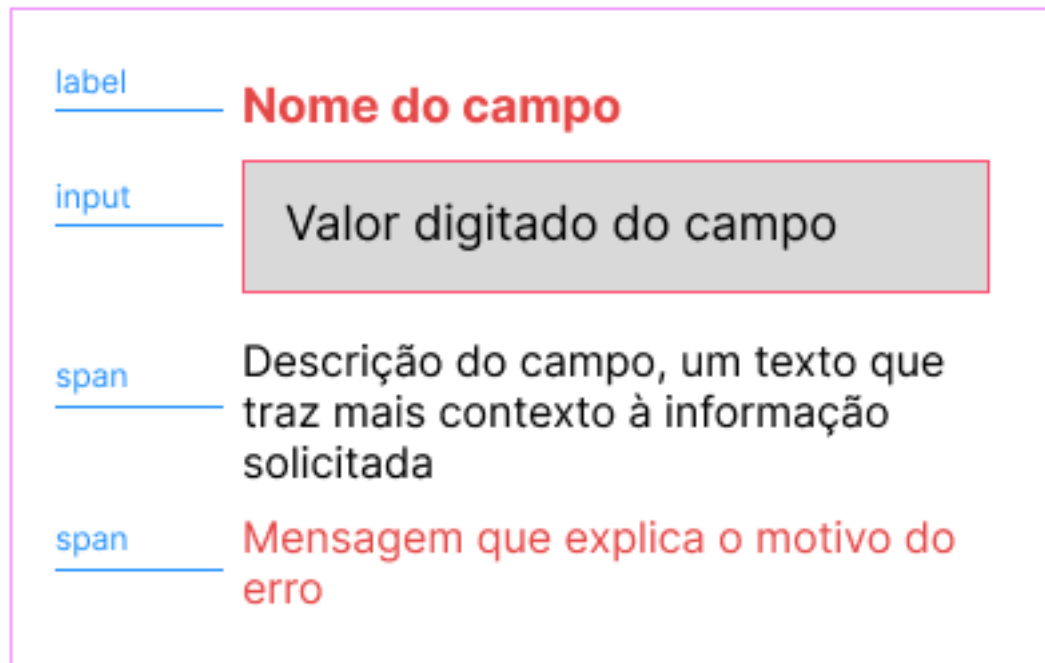 label
Nome do campo
input
Valor digitado do campo
span
Descrição do campo, um texto que
traz mais contexto à informação
solicitada
span
Mensagem que explica o motivo do
erro